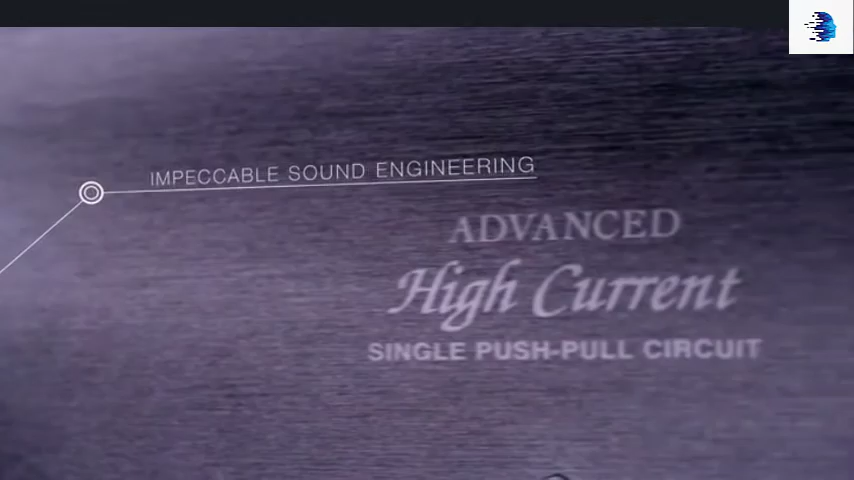 IMPECCABLE SOUND ENGINEERING
ADVANCED
High Current
SINGLE PUSH-PULL CIRCUIT